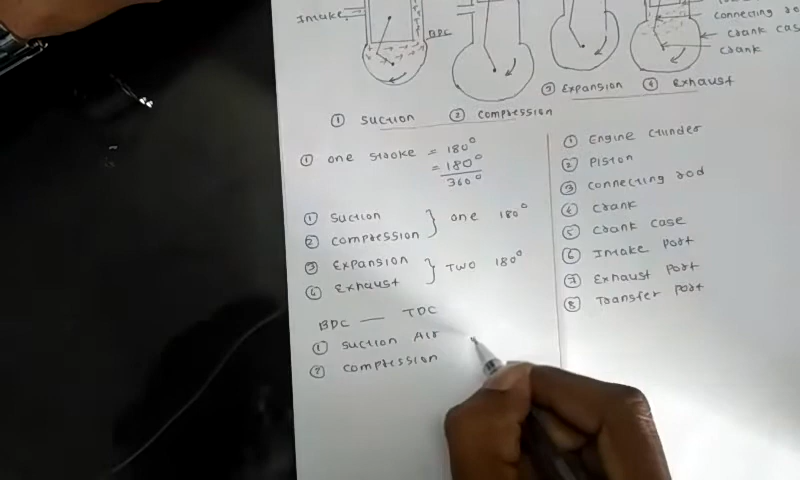 Intake
BDC
connecting ro
crank cas
crank
① suction ② compression ③ Expansion ④ Exhaust
① one stroke = 180°
= 180°
360°
① suction
② compression } one 180°
③ Expansion
④ Exhaust } Two 180°
BDC — TDC
① suction Air
② compression
① Engine cylinder
② Piston
③ connecting rod
④ crank
⑤ crank case
⑥ Intake port
⑦ Exhaust port
⑧ Transfer port